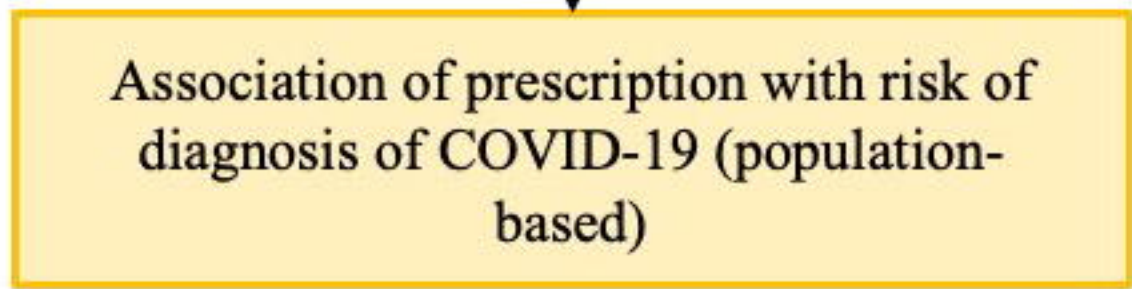 Association of prescription with risk of
diagnosis of COVID-19 (population-
based)